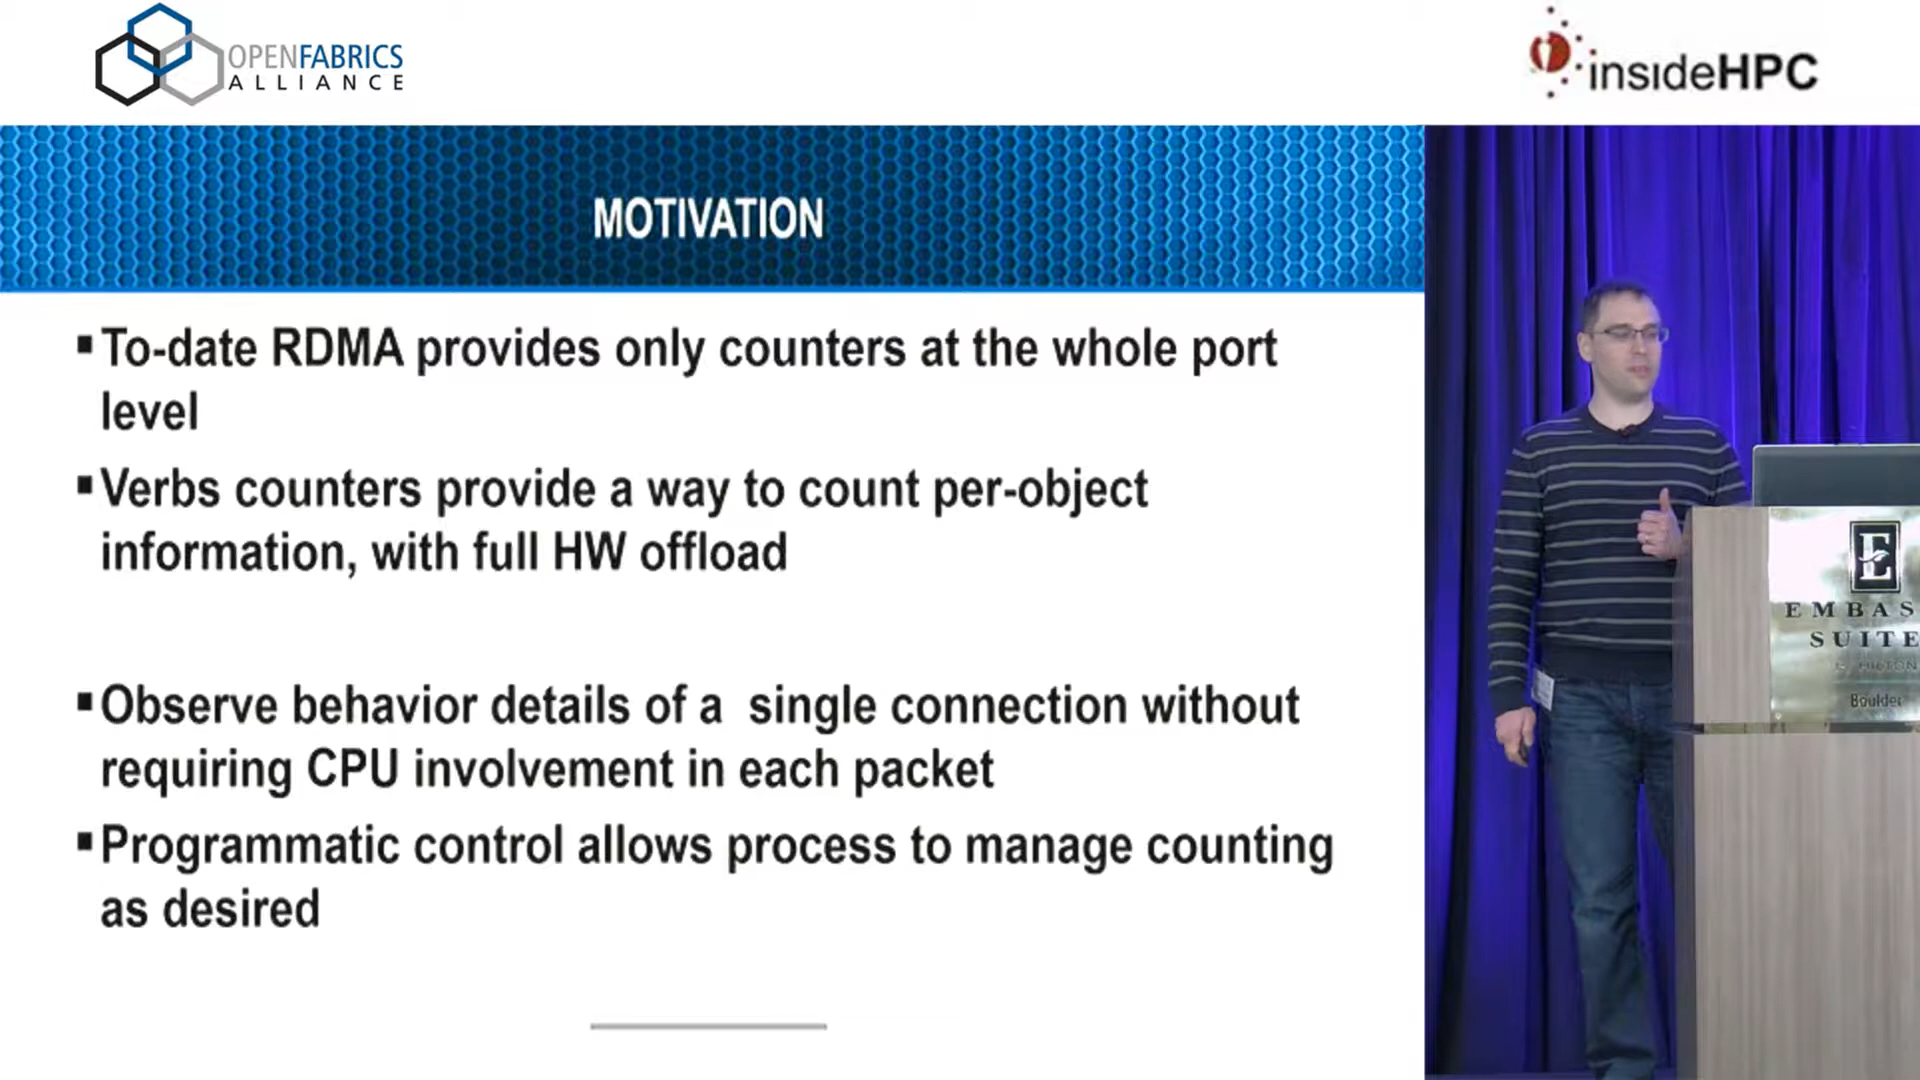 OPENFABRICS
ALLIANCE
insideHPC
MOTIVATION
▪To-date RDMA provides only counters at the whole port
level
▪Verbs counters provide a way to count per-object
information, with full HW offload
▪Observe behavior details of a single connection without
requiring CPU involvement in each packet
▪Programmatic control allows process to manage counting
as desired
E
EMBAS
SUITE
BY HILTON
Boulder